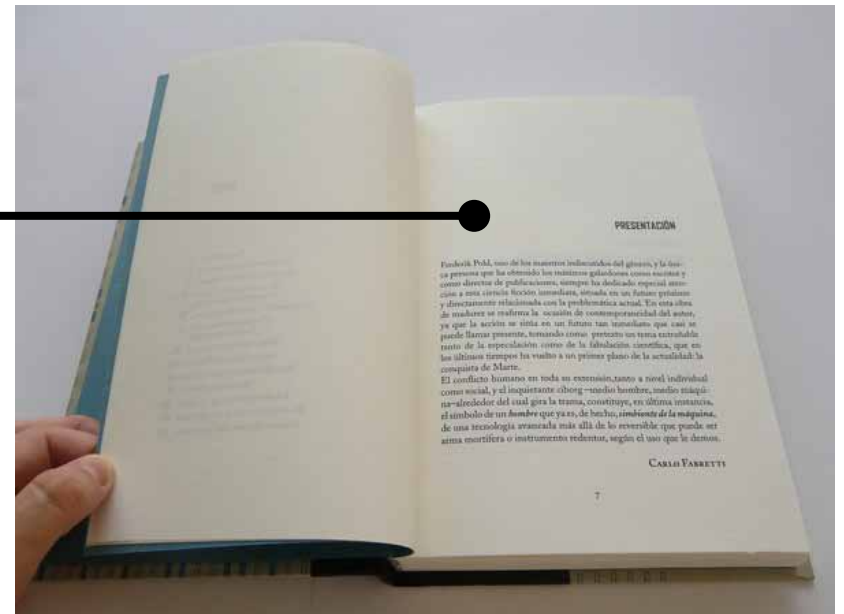 PRESENTACIÓN
Frederik Pohl, uno de los maestros indiscutidos del género, y la úni-
ca persona que ha obtenido los máximos galardones como escritor y
como director de publicaciones, siempre ha dedicado especial aten-
ción a esta ciencia ficción inmediata, situada en un futuro próximo
y directamente relacionada con la problemática actual. En esta obra
de madurez se reafirma la ocasión de contemporaneidad del autor,
ya que la acción se sitúa en un futuro tan inmediato que casi se
puede llamar presente, tomando como pretexto un tema entrañable
tanto de la especulación como de la fabulación científica, que en
los últimos tiempos ha vuelto a un primer plano de la actualidad: la
conquista de Marte.
El conflicto humano en toda su extensión,tanto a nivel individual
como social, y el inquietante ciborg –medio hombre, medio máqui-
na–alrededor del cual gira la trama, constituye, en última instancia,
el símbolo de un hombre que ya es, de hecho, simbiente de la máquina,
de una tecnología avanzada más allá de lo reversible que puede ser
arma mortífera o instrumento redentor, según el uso que le demos.
CARLO FABRETTI
7